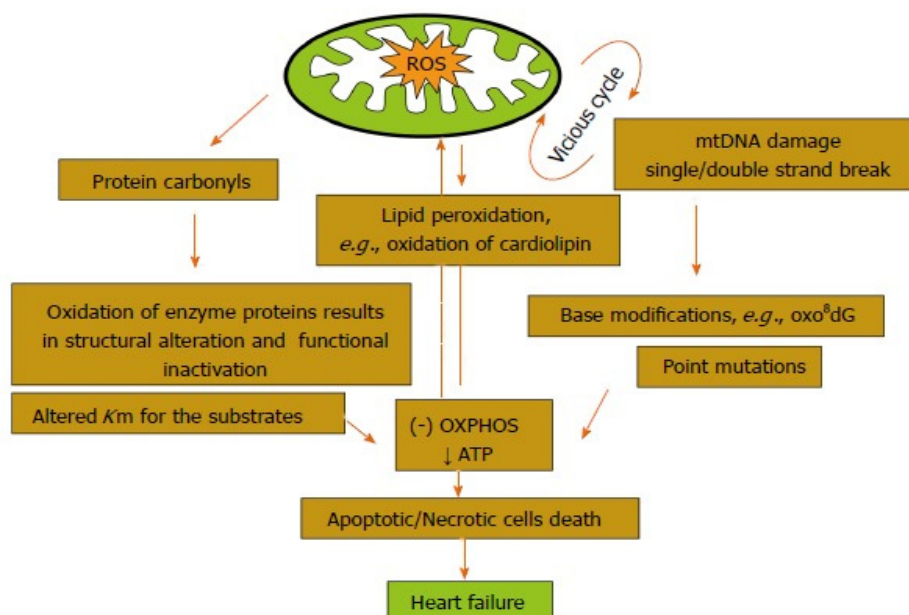 ROS
Vicious cycle
mtDNA damage
single/double strand break
Protein carbonyls
Lipid peroxidation,
e.g., oxidation of cardiolipin
Oxidation of enzyme proteins results
in structural alteration and functional
inactivation
Base modifications, e.g., oxo⁸dG
Point mutations
Altered Km for the substrates
(-) OXPHOS
↓ ATP
Apoptotic/Necrotic cells death
Heart failure